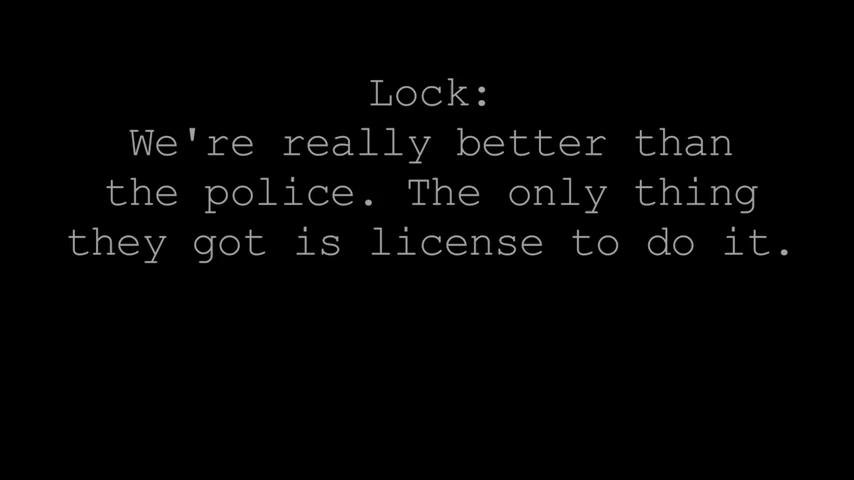 Lock:
We're really better than
the police. The only thing
they got is license to do it.